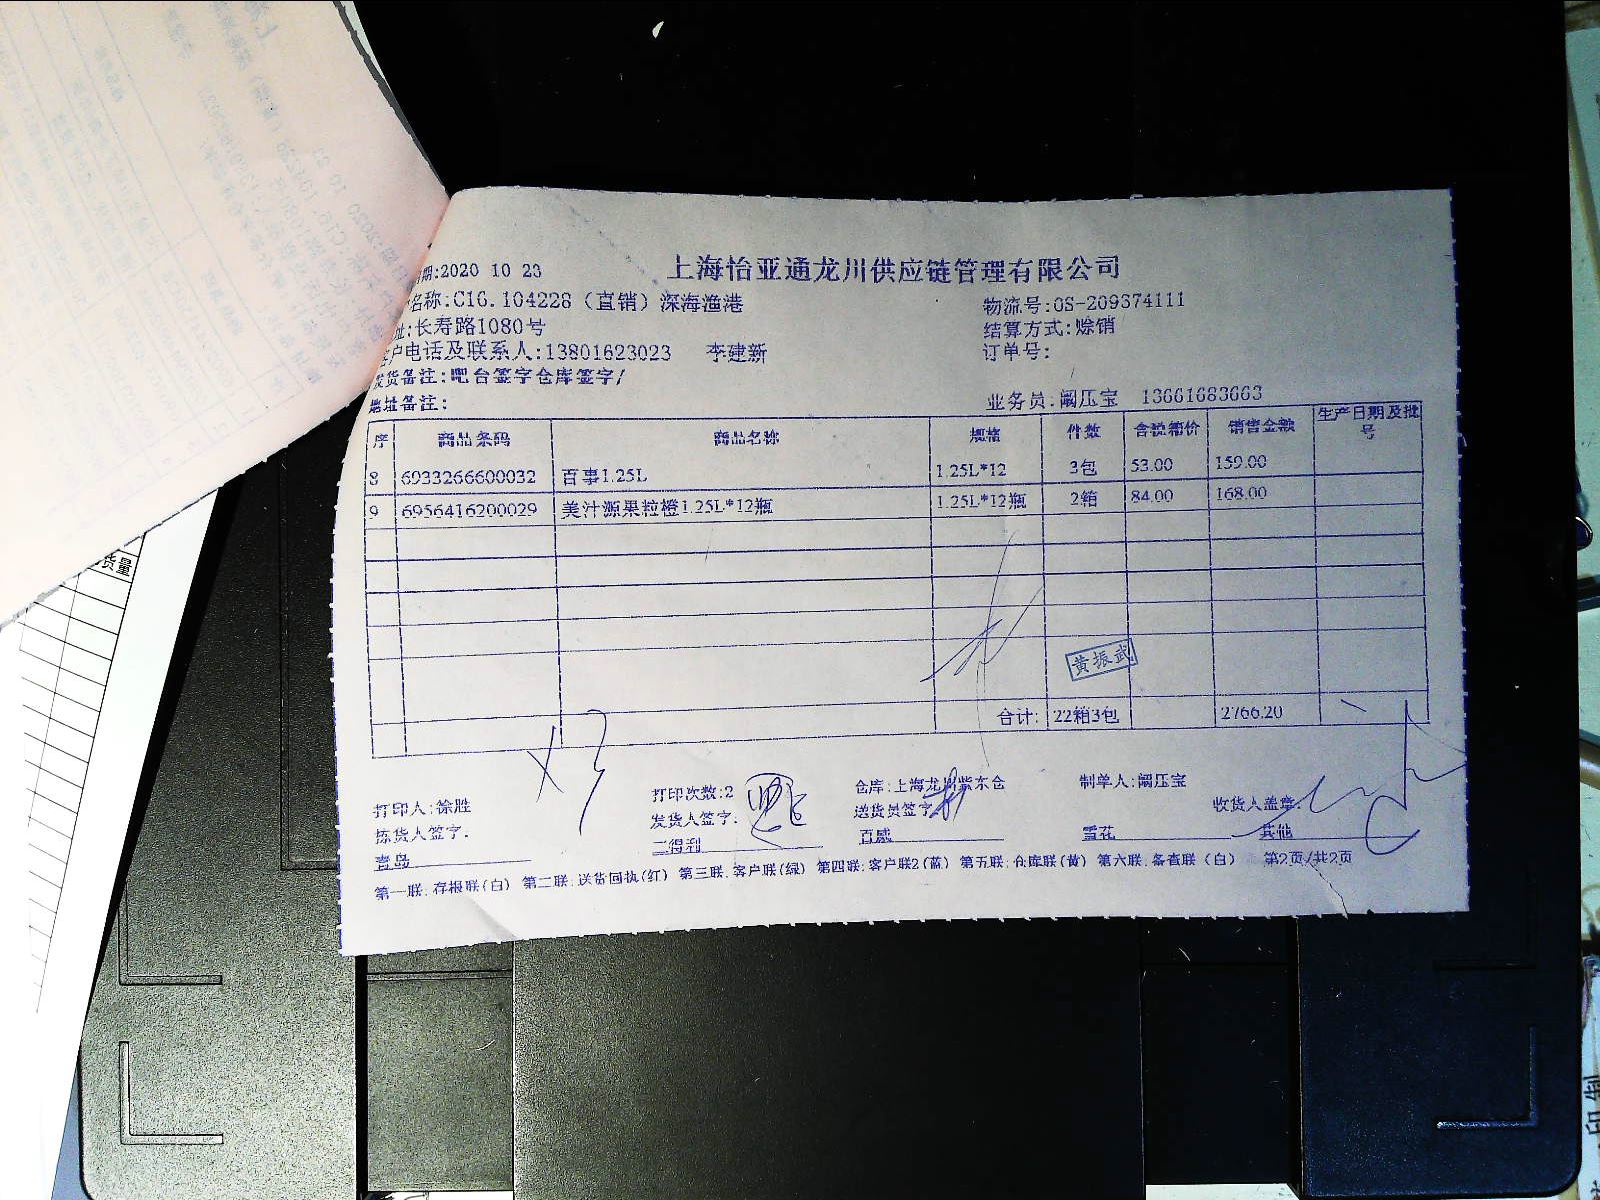 上海怡亚通龙川供应链管理有限公司
期:2020 10 23
名称:C16.104228（直销）深海渔港
物流号:OS-209374111
址:长寿路1080号
结算方式:赊销
客户电话及联系人:13801623023 李建新
订单号:
发货备注:吧台签字仓库签字/
地址备注:
业务员:阚压宝 13661683663
序 商品条码 商品名称 规格 件数 含税箱价 销售金额 生产日期及批号
8 6933266600032 百事1.25L 1.25L*12 3包 53.00 159.00
9 6956416200029 美汁源果粒橙1.25L*12瓶 1.25L*12瓶 2箱 84.00 168.00
黄振武
合计: 22箱3包 2766.20
打印人:徐胜 打印次数:2 仓库:上海龙川紫东仓 制单人:阚压宝
拣货人签字. 发货人签字. 送货员签字 收货人盖章.
青岛 三得利 百威 雪花 其他
第一联.存根联(白) 第二联.送货回执(红) 第三联.客户联(绿) 第四联.客户联2(蓝) 第五联.仓库联(黄) 第六联.备查联(白) 第2页/共2页
货量